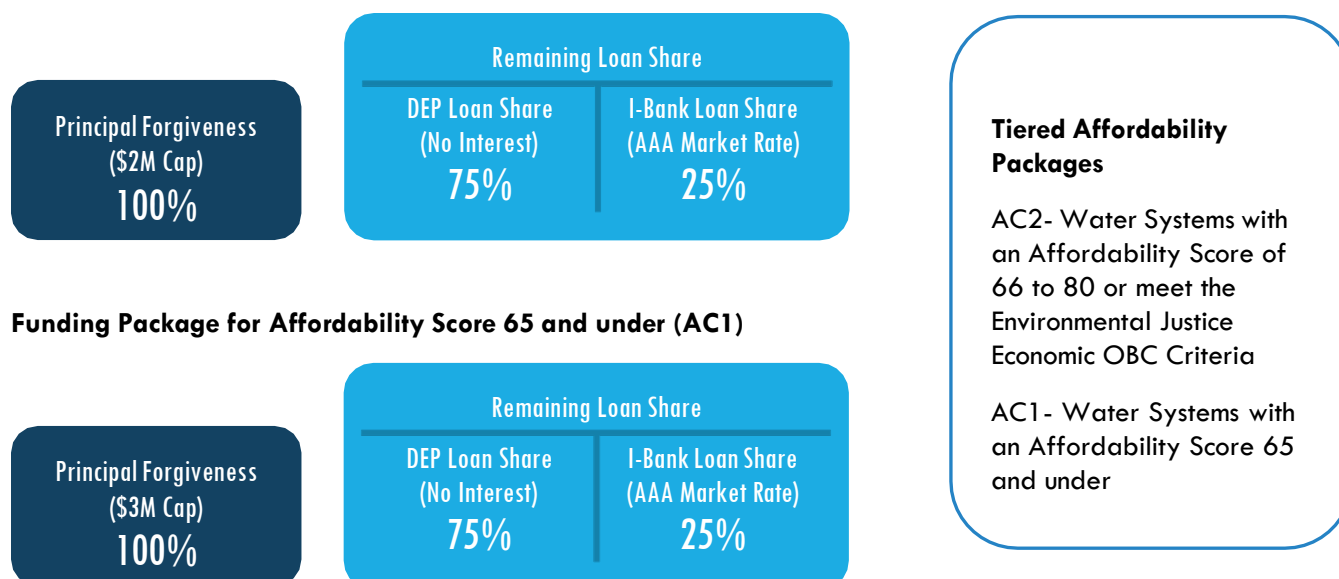 Principal Forgiveness
($2M Cap)
100%
Remaining Loan Share
DEP Loan Share
(No Interest)
75%
I-Bank Loan Share
(AAA Market Rate)
25%
Funding Package for Affordability Score 65 and under (AC1)
Principal Forgiveness
($3M Cap)
100%
Remaining Loan Share
DEP Loan Share
(No Interest)
75%
I-Bank Loan Share
(AAA Market Rate)
25%
Tiered Affordability
Packages
AC2- Water Systems with
an Affordability Score of
66 to 80 or meet the
Environmental Justice
Economic OBC Criteria
AC1- Water Systems with
an Affordability Score 65
and under